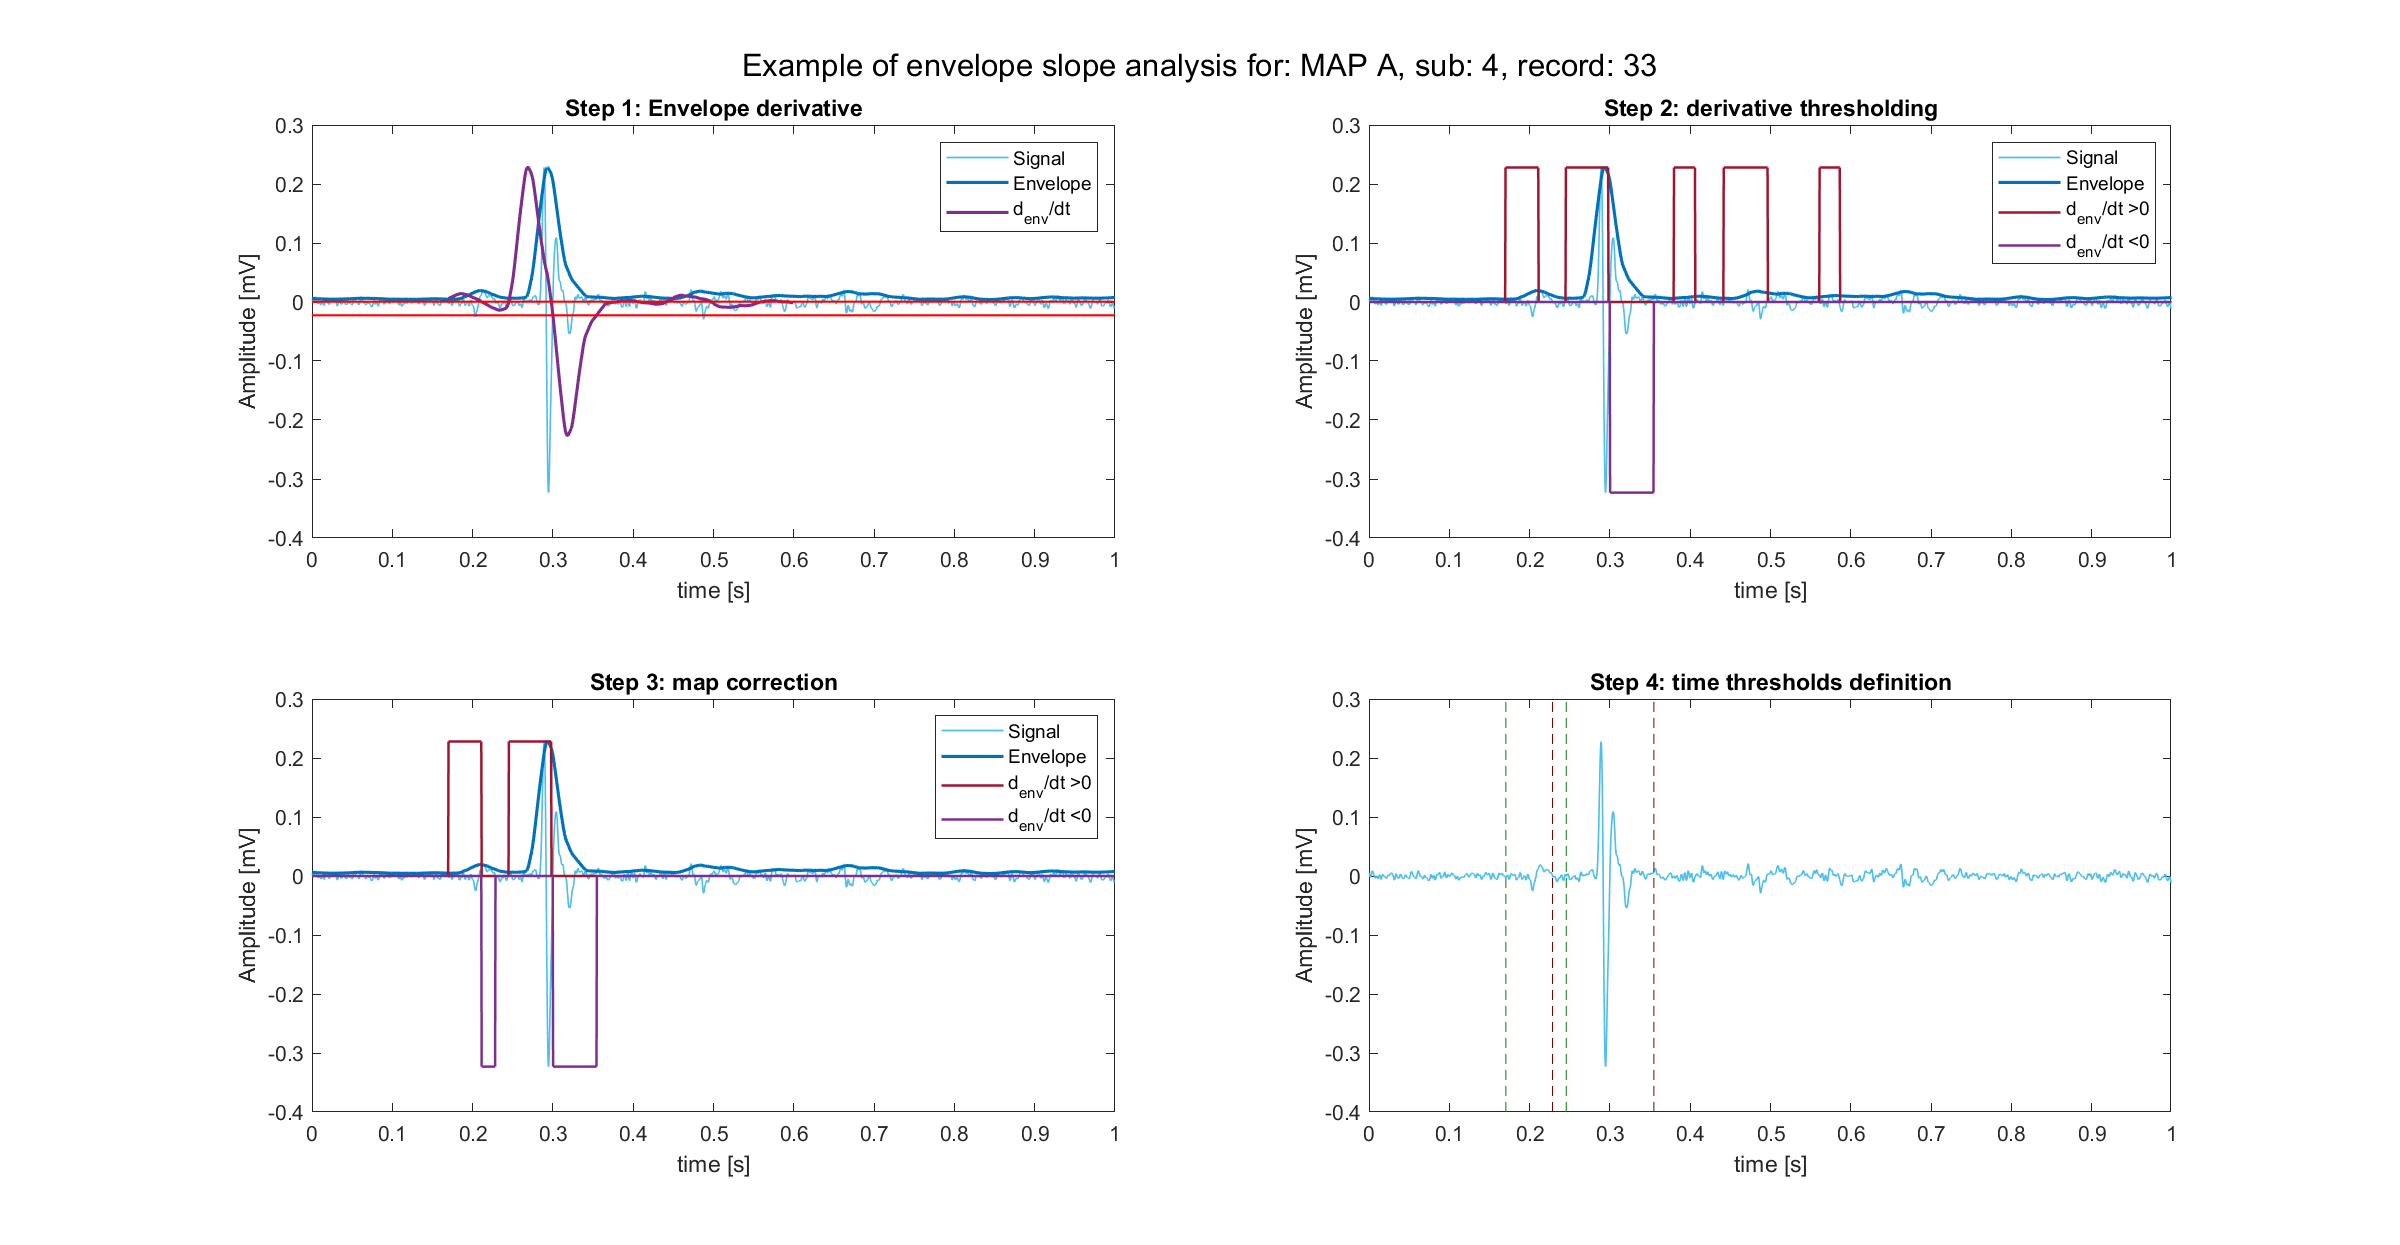 Example of envelope slope analysis for: MAP A, sub: 4, record: 33
Step 1: Envelope derivative
0.3
0.2
0.1
0
-0.1
-0.2
-0.3
-0.4
Amplitude [mV]
Signal
Envelope
d_env/dt
0 0.1 0.2 0.3 0.4 0.5 0.6 0.7 0.8 0.9 1
time [s]
Step 2: derivative thresholding
0.3
0.2
0.1
0
-0.1
-0.2
-0.3
-0.4
Amplitude [mV]
Signal
Envelope
d_env/dt >0
d_env/dt <0
0 0.1 0.2 0.3 0.4 0.5 0.6 0.7 0.8 0.9 1
time [s]
Step 3: map correction
0.3
0.2
0.1
0
-0.1
-0.2
-0.3
-0.4
Amplitude [mV]
Signal
Envelope
d_env/dt >0
d_env/dt <0
0 0.1 0.2 0.3 0.4 0.5 0.6 0.7 0.8 0.9 1
time [s]
Step 4: time thresholds definition
0.3
0.2
0.1
0
-0.1
-0.2
-0.3
-0.4
Amplitude [mV]
0 0.1 0.2 0.3 0.4 0.5 0.6 0.7 0.8 0.9 1
time [s]